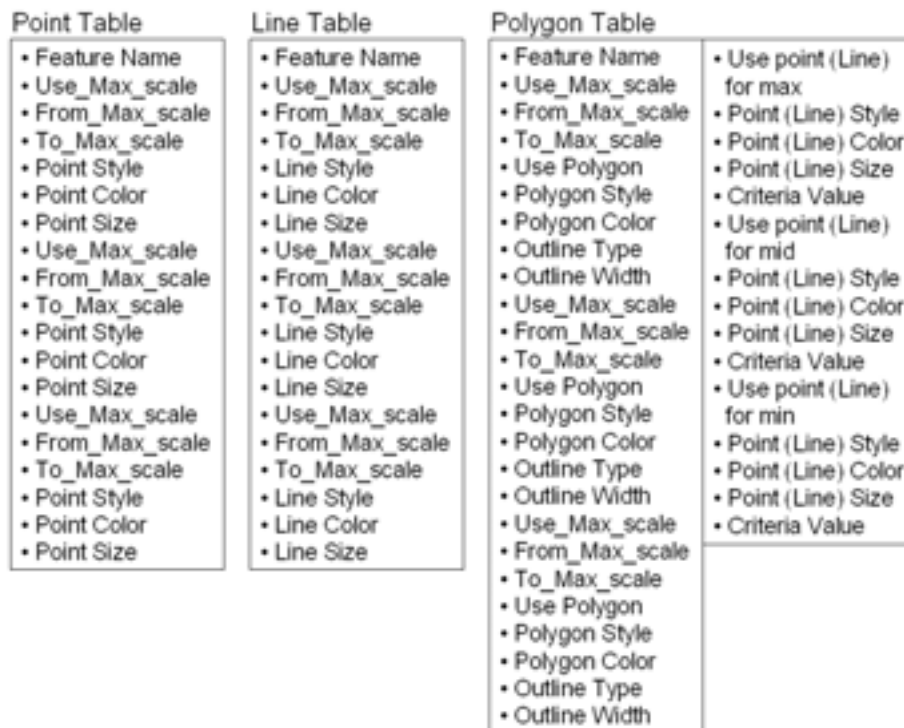 Point Table
• Feature Name
• Use_Max_scale
• From_Max_scale
• To_Max_scale
• Point Style
• Point Color
• Point Size
• Use_Max_scale
• From_Max_scale
• To_Max_scale
• Point Style
• Point Color
• Point Size
• Use_Max_scale
• From_Max_scale
• To_Max_scale
• Point Style
• Point Color
• Point Size
Line Table
• Feature Name
• Use_Max_scale
• From_Max_scale
• To_Max_scale
• Line Style
• Line Color
• Line Size
• Use_Max_scale
• From_Max_scale
• To_Max_scale
• Line Style
• Line Color
• Line Size
• Use_Max_scale
• From_Max_scale
• To_Max_scale
• Line Style
• Line Color
• Line Size
Polygon Table
• Feature Name
• Use_Max_scale
• From_Max_scale
• To_Max_scale
• Use Polygon
• Polygon Style
• Polygon Color
• Outline Type
• Outline Width
• Use_Max_scale
• From_Max_scale
• To_Max_scale
• Use Polygon
• Polygon Style
• Polygon Color
• Outline Type
• Outline Width
• Use_Max_scale
• From_Max_scale
• To_Max_scale
• Use Polygon
• Polygon Style
• Polygon Color
• Outline Type
• Outline Width
• Use point (Line)
for max
• Point (Line) Style
• Point (Line) Color
• Point (Line) Size
• Criteria Value
• Use point (Line)
for mid
• Point (Line) Style
• Point (Line) Color
• Point (Line) Size
• Criteria Value
• Use point (Line)
for min
• Point (Line) Style
• Point (Line) Color
• Point (Line) Size
• Criteria Value